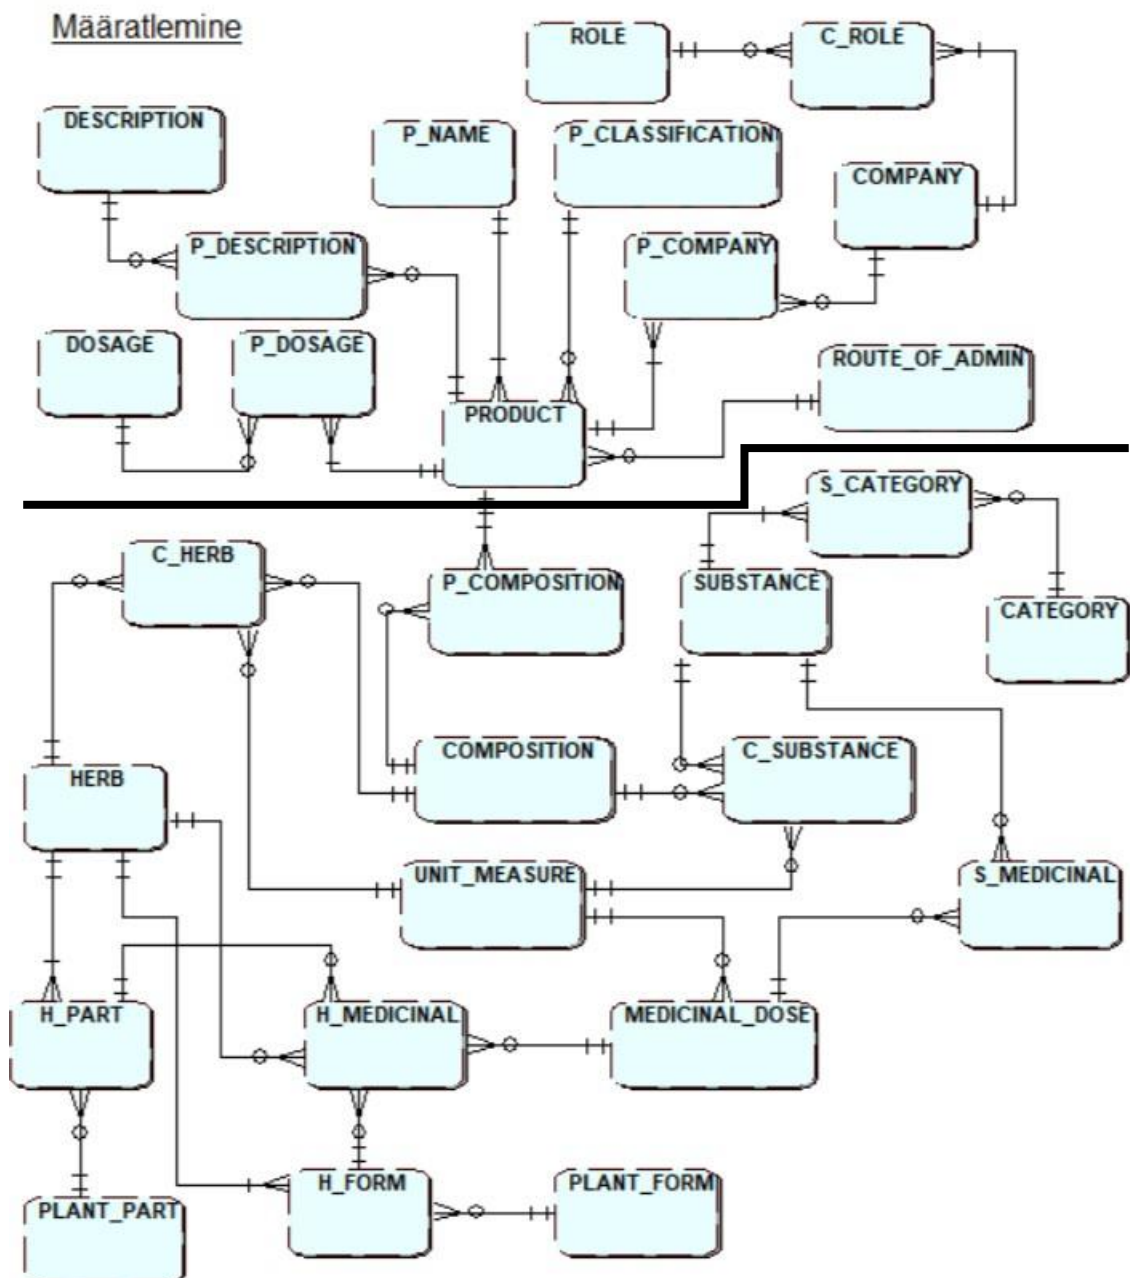 Määratlemine
ROLE
C_ROLE
DESCRIPTION
P_NAME
P_CLASSIFICATION
COMPANY
P_DESCRIPTION
P_COMPANY
DOSAGE
P_DOSAGE
ROUTE_OF_ADMIN
PRODUCT
S_CATEGORY
C_HERB
P_COMPOSITION
SUBSTANCE
CATEGORY
COMPOSITION
C_SUBSTANCE
HERB
UNIT_MEASURE
S_MEDICINAL
H_PART
H_MEDICINAL
MEDICINAL_DOSE
H_FORM
PLANT_FORM
PLANT_PART